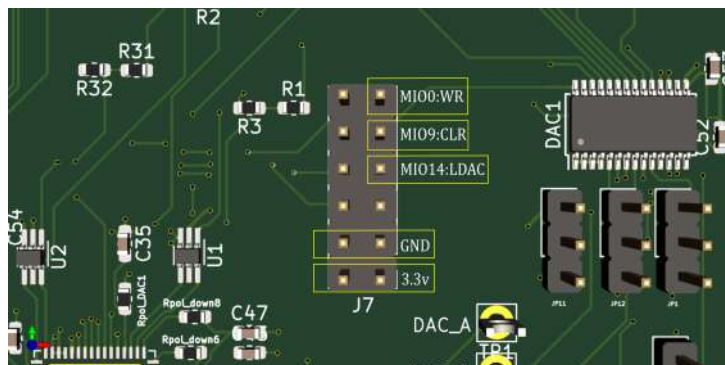 R2
R31
R32
R1
R3
MIO0:WR
MIO9:CLR
MIO14:LDAC
GND
3.3v
J7
DAC1
C52
C54
U2
C35
U1
Rpol_DAC1
Rpol_down8
Rpol_down6
C47
DAC_A
TP1
JP11
JP12
JP1